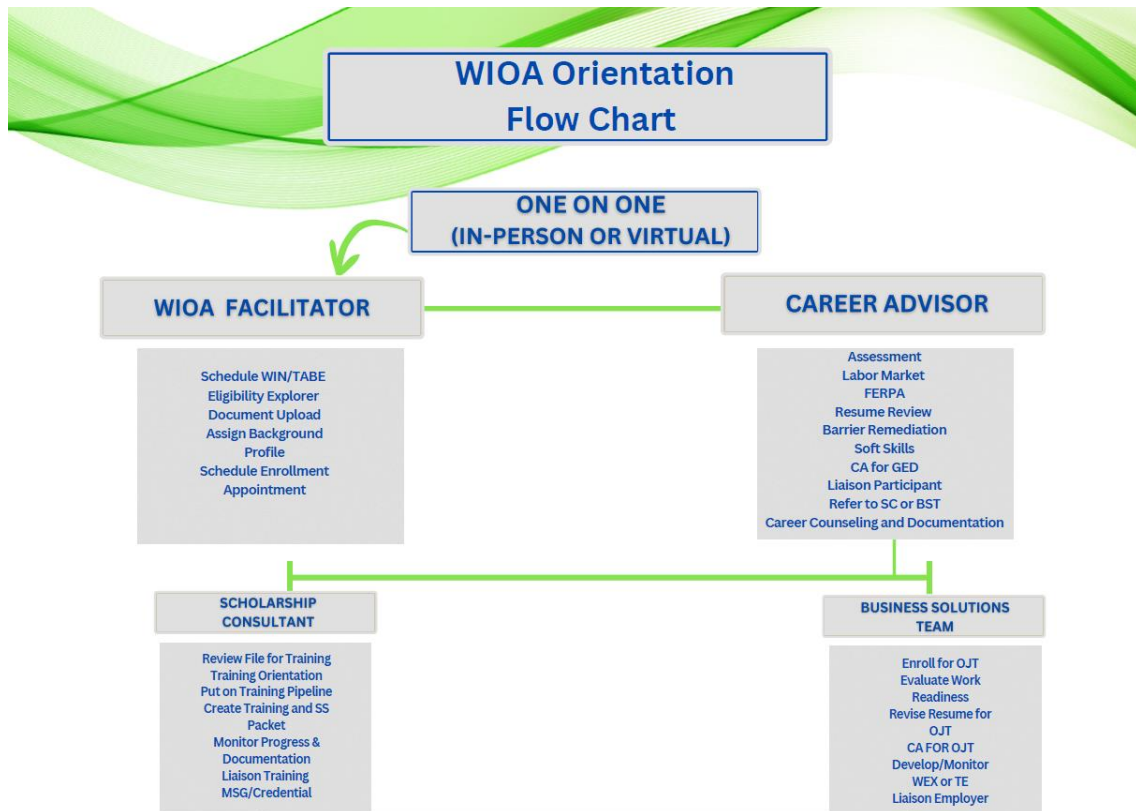 WIOA Orientation
Flow Chart
ONE ON ONE
(IN-PERSON OR VIRTUAL)
WIOA FACILITATOR
Schedule WIN/TABE
Eligibility Explorer
Document Upload
Assign Background
Profile
Schedule Enrollment
Appointment
CAREER ADVISOR
Assessment
Labor Market
FERPA
Resume Review
Barrier Remediation
Soft Skills
CA for GED
Liaison Participant
Refer to SC or BST
Career Counseling and Documentation
SCHOLARSHIP
CONSULTANT
Review File for Training
Training Orientation
Put on Training Pipeline
Create Training and SS
Packet
Monitor Progress &
Documentation
Liaison Training
MSG/Credential
BUSINESS SOLUTIONS
TEAM
Enroll for OJT
Evaluate Work
Readiness
Revise Resume for
OJT
CA FOR OJT
Develop/Monitor
WEX or TE
Liaison Employer